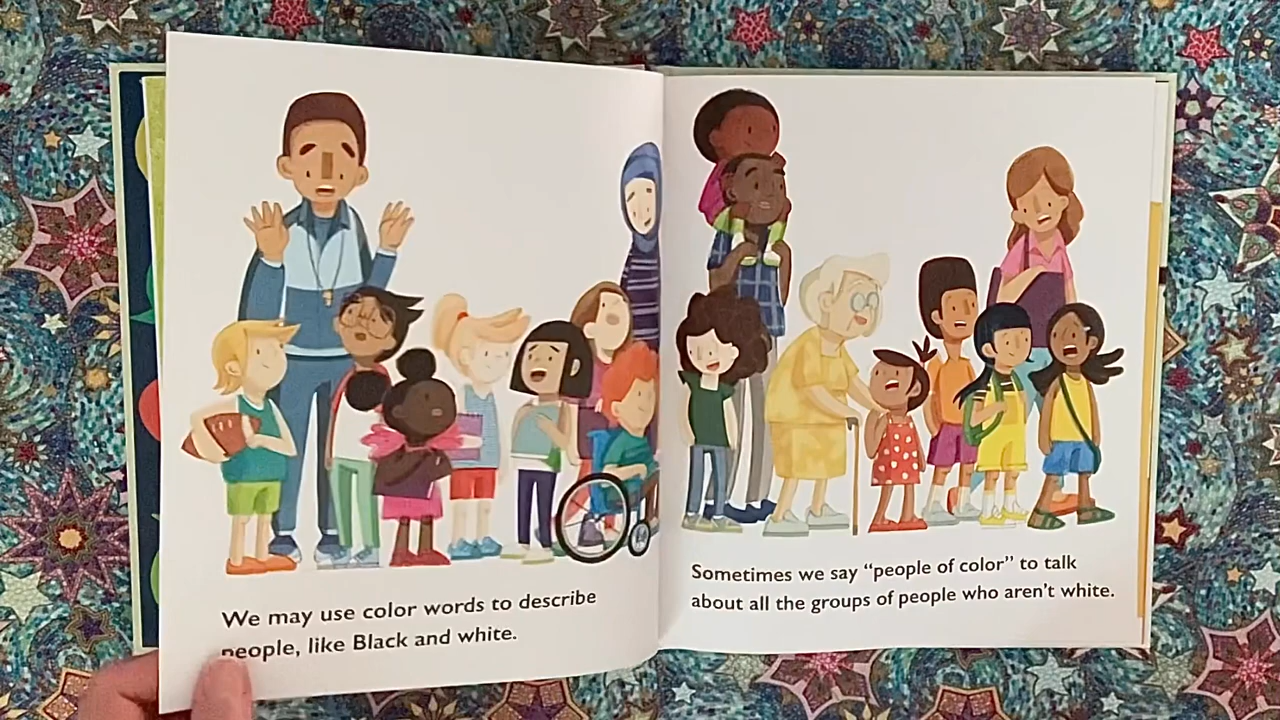 We may use color words to describe
people, like Black and white.
Sometimes we say “people of color” to talk
about all the groups of people who aren’t white.